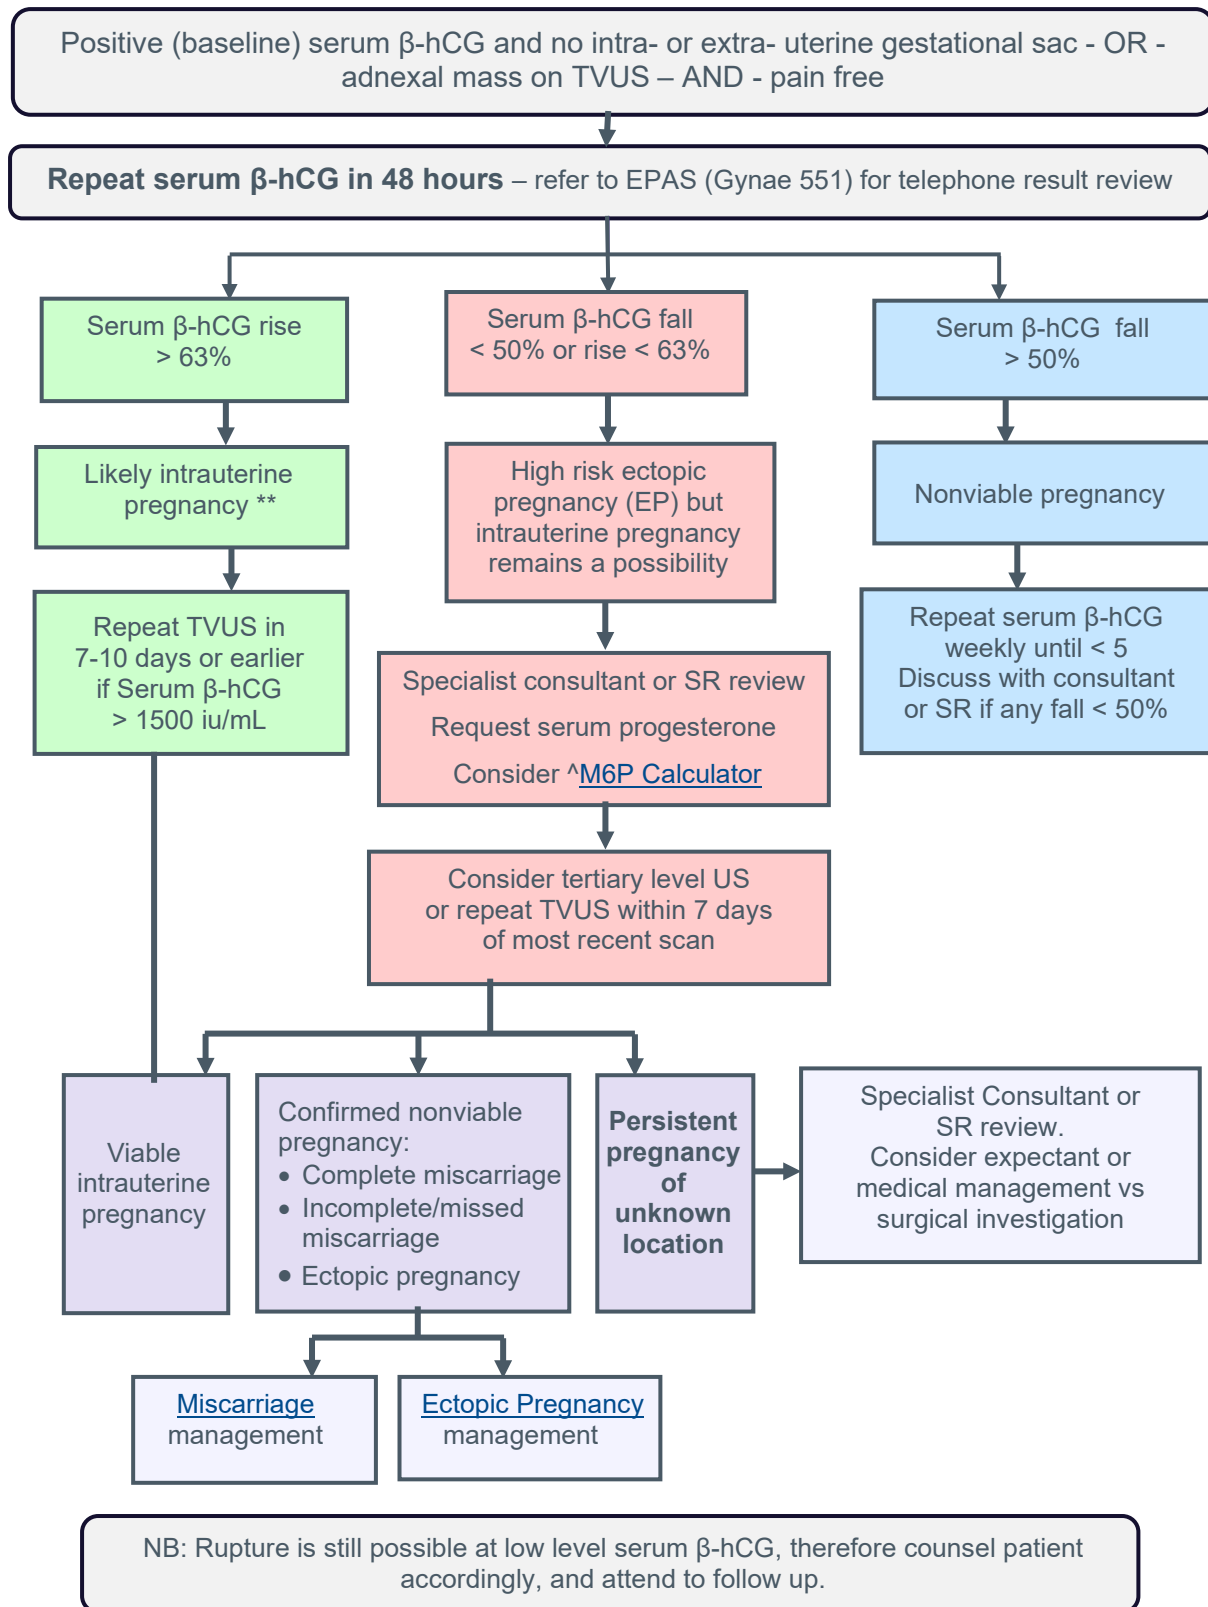 Positive (baseline) serum β-hCG and no intra- or extra- uterine gestational sac - OR -
adnexal mass on TVUS – AND - pain free
Repeat serum β-hCG in 48 hours – refer to EPAS (Gynae 551) for telephone result review
Serum β-hCG rise
> 63%
Serum β-hCG fall
< 50% or rise < 63%
Serum β-hCG  fall
> 50%
Likely intrauterine
pregnancy **
High risk ectopic
pregnancy (EP) but
intrauterine pregnancy
remains a possibility
Nonviable pregnancy
Repeat TVUS in
7-10 days or earlier
if Serum β-hCG
> 1500 iu/mL
Specialist consultant or SR review
Request serum progesterone
Consider ^M6P Calculator
Repeat serum β-hCG
weekly until < 5
Discuss with consultant
or SR if any fall < 50%
Consider tertiary level US
or repeat TVUS within 7 days
of most recent scan
Viable
intrauterine
pregnancy
Confirmed nonviable
pregnancy:
• Complete miscarriage
• Incomplete/missed
miscarriage
• Ectopic pregnancy
Persistent
pregnancy
of
unknown
location
Specialist Consultant or
SR review.
Consider expectant or
medical management vs
surgical investigation
Miscarriage
management
Ectopic Pregnancy
management
NB: Rupture is still possible at low level serum β-hCG, therefore counsel patient
accordingly, and attend to follow up.